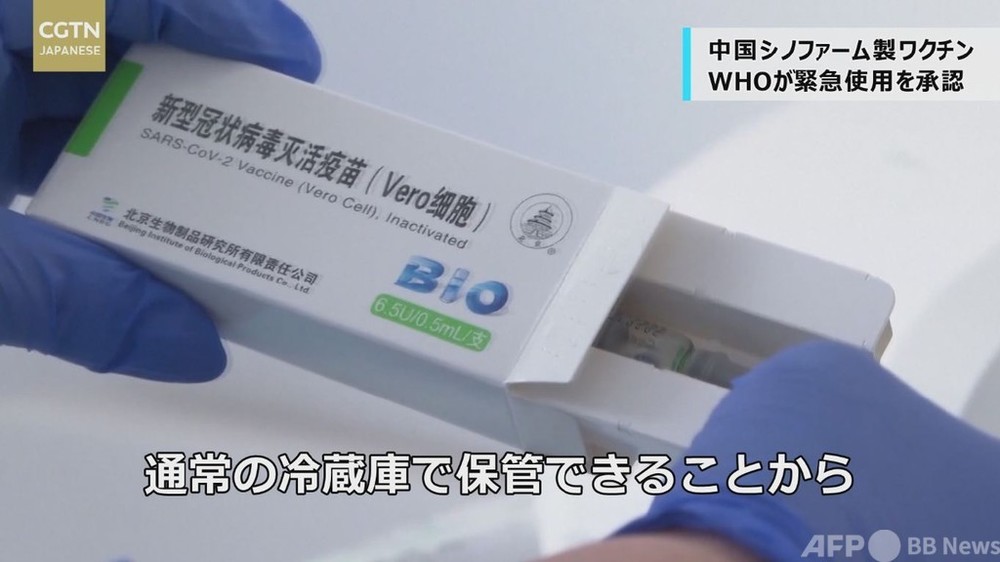 CGTN
JAPANESE
中国シノファーム製ワクチン
WHOが緊急使用を承認
新型冠状病毒灭活疫苗（Vero细胞）
SARS-CoV-2 Vaccine (Vero Cell), Inactivated
北京生物制品研究所有限责任公司
Beijing Institute of Biological Products Co., Ltd.
BIO
6.5U/0.5mL/支
通常の冷蔵庫で保管できることから
AFP BB News